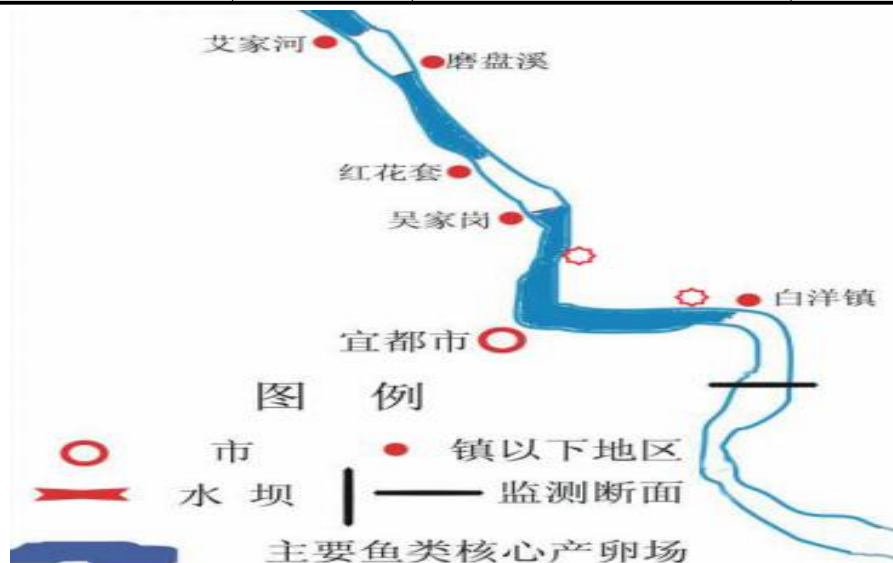 艾家河
磨盘溪
红花套
吴家岗
白洋镇
宜都市
图 例
市 镇以下地区
水 坝 监测断面
主要鱼类核心产卵场